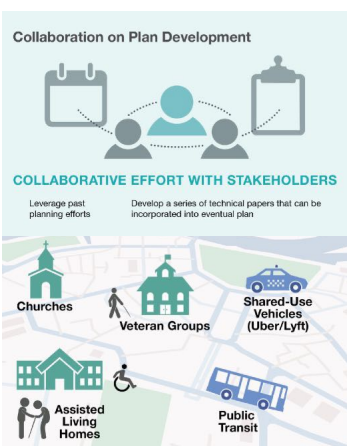 Collaboration on Plan Development
COLLABORATIVE EFFORT WITH STAKEHOLDERS
Leverage past
planning efforts
Develop a series of technical papers that can be
incorporated into eventual plan
Churches
Veteran Groups
Shared-Use
Vehicles
(Uber/Lyft)
Assisted
Living
Homes
Public
Transit